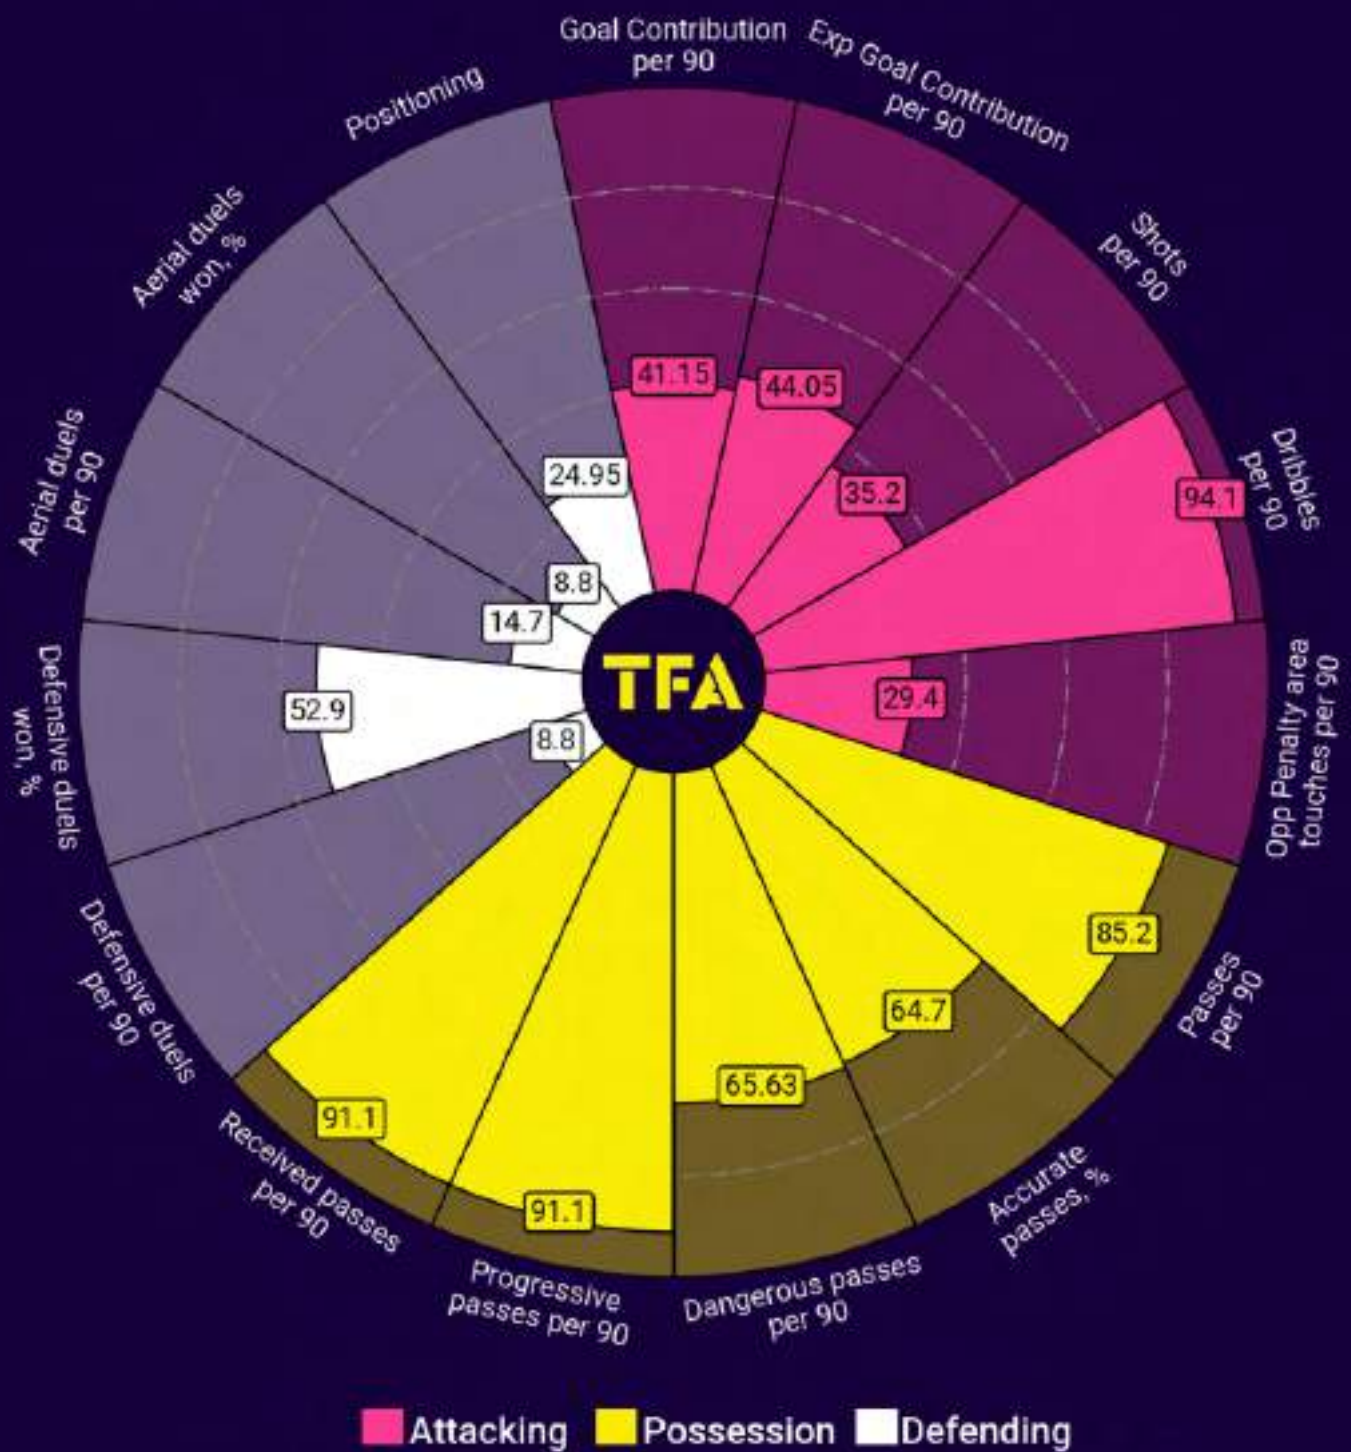 Goal Contribution
per 90
Exp Goal Contribution
per 90
Shots
per 90
Dribbles
per 90
Opp Penalty area
touches per 90
Passes
per 90
Accurate
passes, %
Dangerous passes
per 90
Progressive
passes per 90
Received passes
per 90
Defensive duels
per 90
Defensive duels
won, %
Aerial duels
per 90
Aerial duels
won, %
Positioning
41.15
44.05
35.2
94.1
29.4
85.2
64.7
65.63
91.1
91.1
8.8
52.9
14.7
8.8
24.95
TFA
Attacking Possession Defending